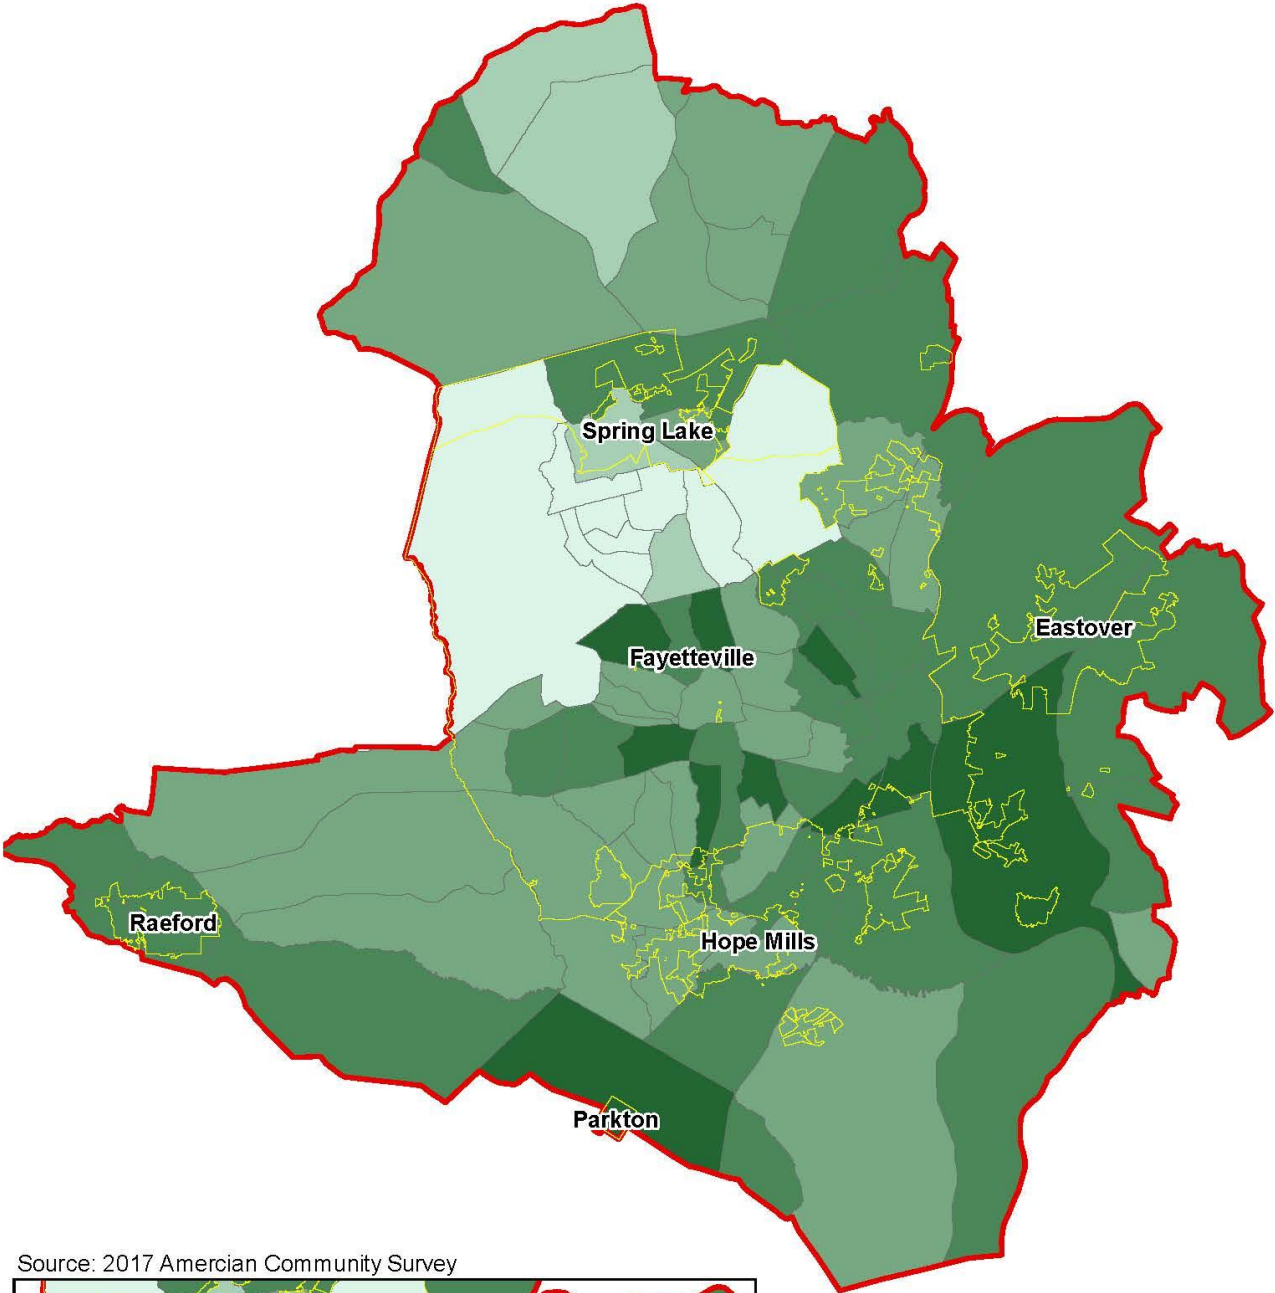 Spring Lake
Eastover
Fayetteville
Raeford
Hope Mills
Parkton
Source: 2017 Amercian Community Survey